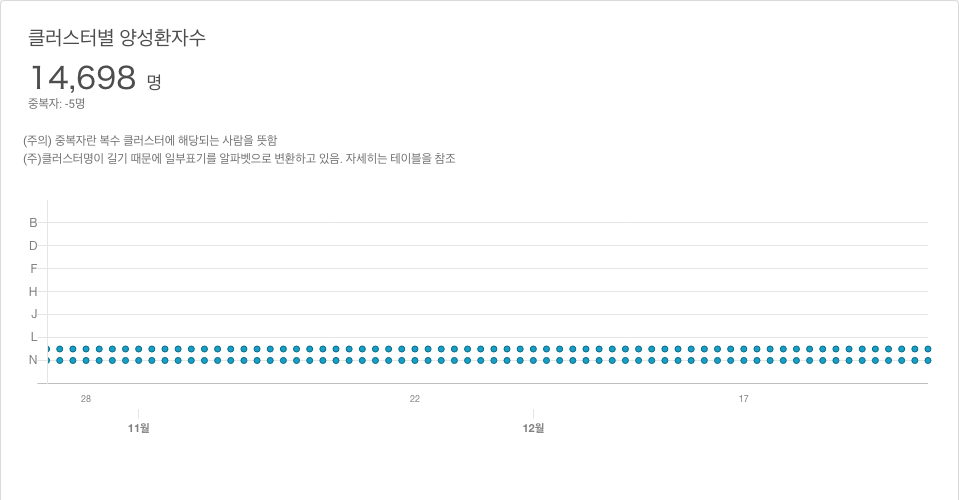 클러스터별 양성환자수
14,698 명
중복자: -5명
(주의) 중복자란 복수 클러스터에 해당되는 사람을 뜻함
(주)클러스터명이 길기 때문에 일부표기를 알파벳으로 변환하고 있음. 자세히는 테이블을 참조
B
D
F
H
J
L
N
28 22 17
11월 12월